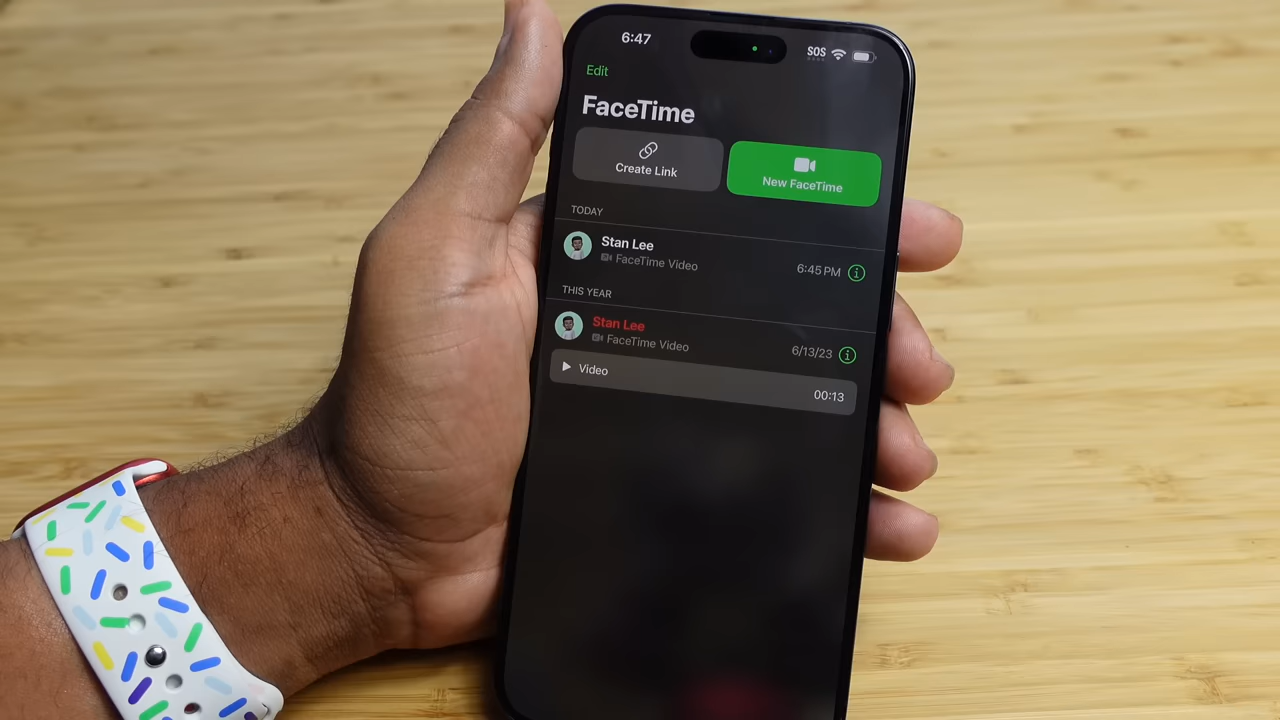 6:47
SOS
Edit
FaceTime
Create Link
New FaceTime
TODAY
Stan Lee
FaceTime Video
6:45 PM
THIS YEAR
Stan Lee
FaceTime Video
6/13/23
Video
00:13